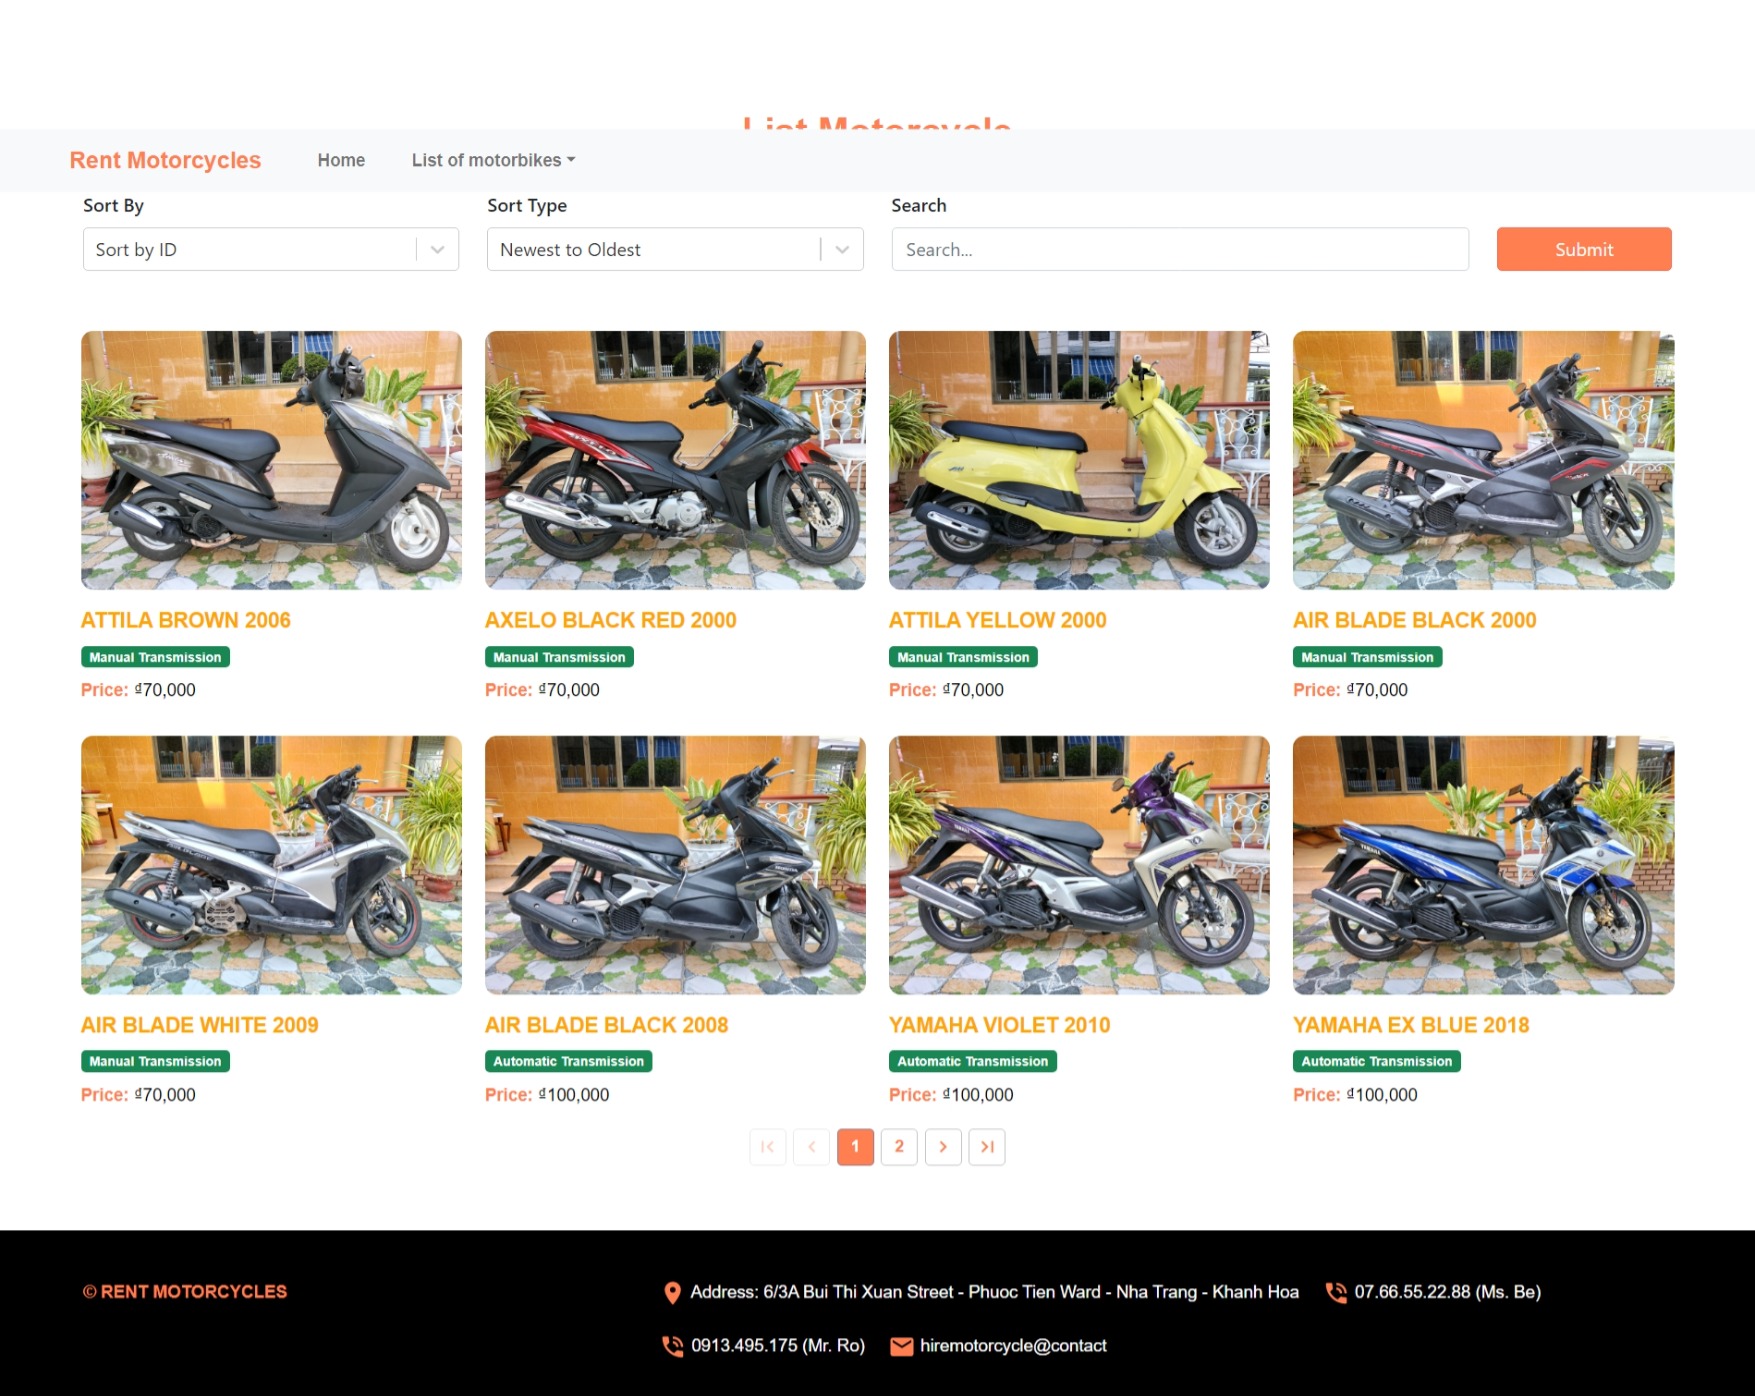 List Motorcycle
Rent Motorcycles Home List of motorbikes
Sort By Sort Type Search
Sort by ID Newest to Oldest Search... Submit
ATTILA BROWN 2006 AXELO BLACK RED 2000 ATTILA YELLOW 2000 AIR BLADE BLACK 2000
Manual Transmission Manual Transmission Manual Transmission Manual Transmission
Price: ₫70,000 Price: ₫70,000 Price: ₫70,000 Price: ₫70,000
AIR BLADE WHITE 2009 AIR BLADE BLACK 2008 YAMAHA VIOLET 2010 YAMAHA EX BLUE 2018
Manual Transmission Automatic Transmission Automatic Transmission Automatic Transmission
Price: ₫70,000 Price: ₫100,000 Price: ₫100,000 Price: ₫100,000
1 2
© RENT MOTORCYCLES Address: 6/3A Bui Thi Xuan Street - Phuoc Tien Ward - Nha Trang - Khanh Hoa 07.66.55.22.88 (Ms. Be)
0913.495.175 (Mr. Ro) hiremotorcycle@contact